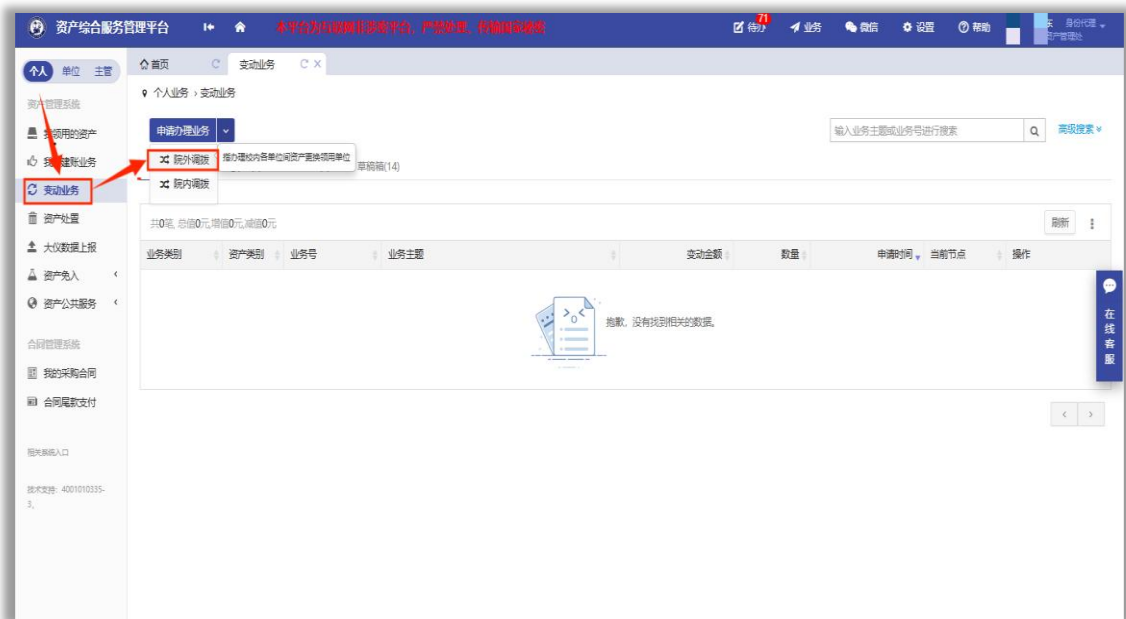 资产综合服务管理平台
本平台为互联网非涉密平台，严禁处理、传输国家秘密
待办
71
业务
微信
设置
帮助
身份代理
资产管理处
个人 单位 主管
首页
变动业务
个人业务 › 变动业务
资产管理系统
我领用的资产
我的建账业务
变动业务
资产处置
大仪数据上报
资产免入
资产公共服务
合同管理系统
我的采购合同
合同尾款支付
相关系统入口
技术支持: 4001010335-
3,
申请办理业务
输入业务主题或业务号进行搜索
高级搜索
院外调拨
指办理校内各单位间资产更换领用单位
草稿箱(14)
院内调拨
共0笔, 总值0元,增值0元,减值0元
刷新
业务类别 资产类别 业务号 业务主题 变动金额 数量 申请时间 当前节点 操作
抱歉，没有找到相关的数据。
在线客服